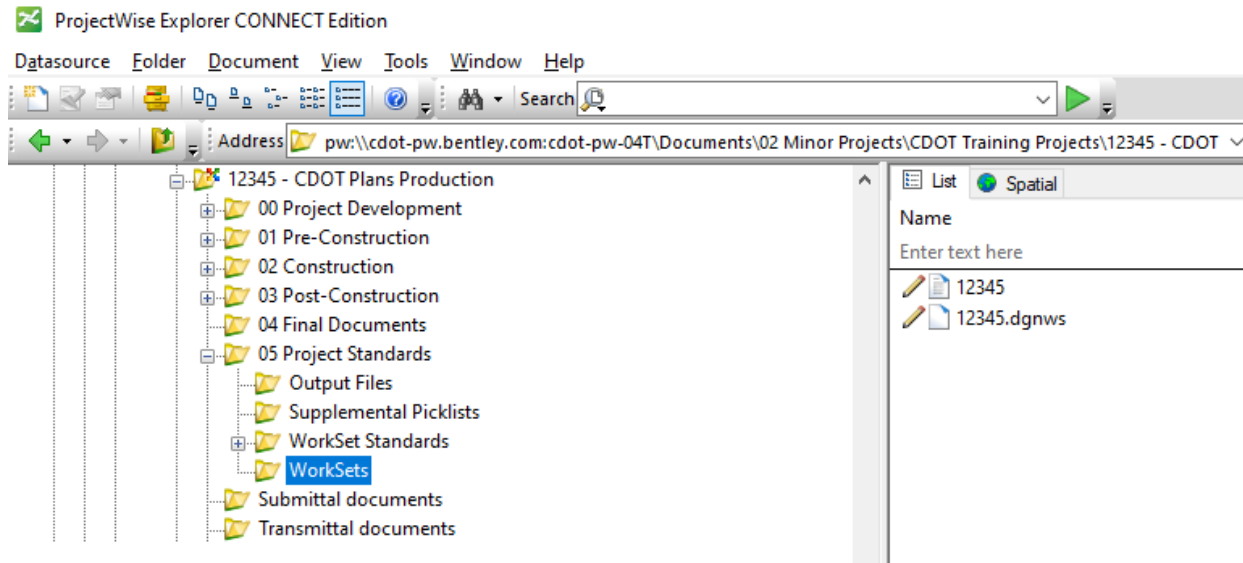 ProjectWise Explorer CONNECT Edition
Datasource Folder Document View Tools Window Help
Search
Address pw:\\cdot-pw.bentley.com:cdot-pw-04T\Documents\02 Minor Projects\CDOT Training Projects\12345 - CDOT
12345 - CDOT Plans Production
00 Project Development
01 Pre-Construction
02 Construction
03 Post-Construction
04 Final Documents
05 Project Standards
Output Files
Supplemental Picklists
WorkSet Standards
WorkSets
Submittal documents
Transmittal documents
List Spatial
Name
Enter text here
12345
12345.dgnws